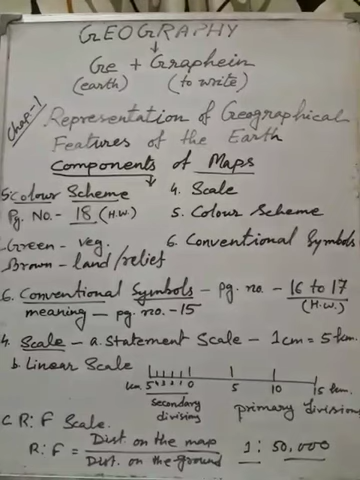 GEOGRAPHY
Ge + Graphein
(earth) (to write)
Chap-1
Representation of Geographical
Features of the Earth
Components of Maps
5. Colour Scheme 4. Scale
Pg. No. - 18 (H.W.) 5. Colour Scheme
Green - veg. 6. Conventional Symbols
Brown - land/relief
6. Conventional Symbols - pg. no. - 16 to 17
meaning - pg. no. - 15 (H.W.)
4. Scale - a. Statement Scale - 1cm = 5km
b. Linear Scale
km 5 0 5 10 15 km.
secondary division primary division
c. R.F Scale.
R.F = Dist. on the map 1 : 50,000
Dist. on the ground